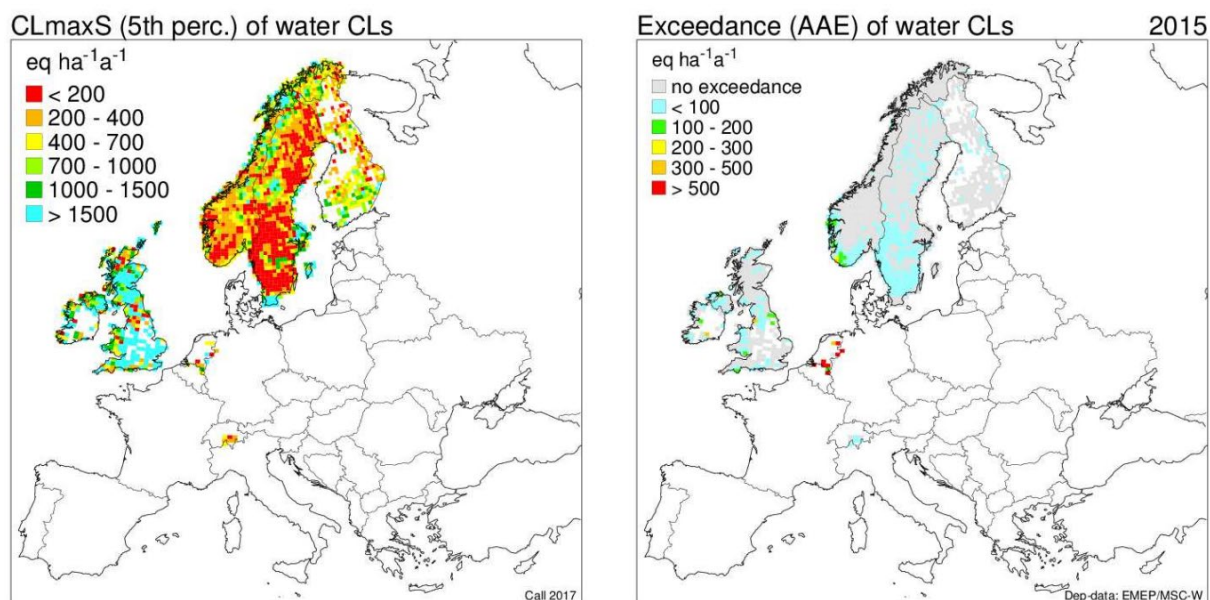 CLmaxS (5th perc.) of water CLs
eq ha⁻¹a⁻¹
< 200
200 - 400
400 - 700
700 - 1000
1000 - 1500
> 1500
Call 2017
Exceedance (AAE) of water CLs 2015
eq ha⁻¹a⁻¹
no exceedance
< 100
100 - 200
200 - 300
300 - 500
> 500
Dep-data: EMEP/MSC-W